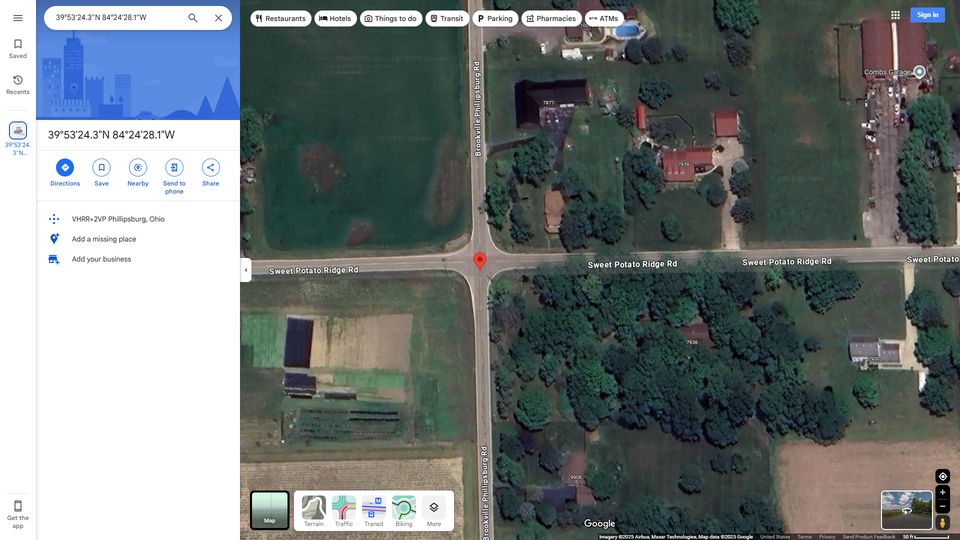 39°53'24.3"N 84°24'28.1"W
Restaurants
Hotels
Things to do
Transit
Parking
Pharmacies
ATMs
Sign in
Saved
Recents
39°53'24.
3"N...
39°53'24.3"N 84°24'28.1"W
Directions
Save
Nearby
Send to
phone
Share
VHRR+2VP Phillipsburg, Ohio
Add a missing place
Add your business
Get the
app
Brookville Phillipsburg Rd
Combs Garage
7977
7939
Sweet Potato Ridge Rd
Sweet Potato Ridge Rd
Sweet Potato Ridge Rd
Sweet Potato
7936
7900
9908
Brookville Phillipsburg Rd
Map
Terrain
Traffic
Transit
Biking
More
Google
Imagery ©2025 Airbus, Maxar Technologies, Map data ©2025 Google
United States
Terms
Privacy
Send Product Feedback
50 ft